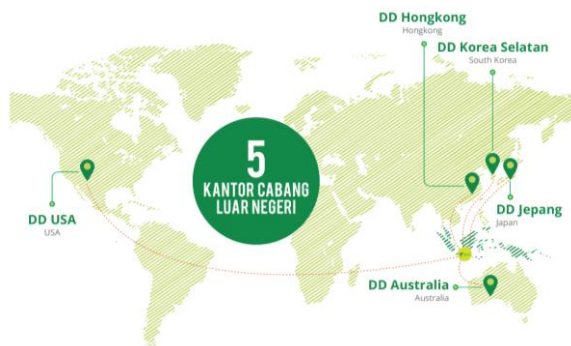 DD Hongkong
Hongkong
DD Korea Selatan
South Korea
5
KANTOR CABANG
LUAR NEGERI
DD USA
USA
DD Jepang
Japan
DD Australia
Australia